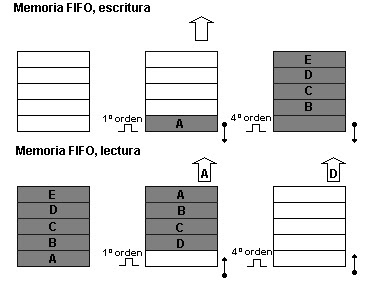 Memoria FIFO, escritura
E
D
C
B
1º orden
A
4º orden
Memoria FIFO, lectura
A
D
E
D
C
B
A
A
B
C
D
1º orden
4º orden